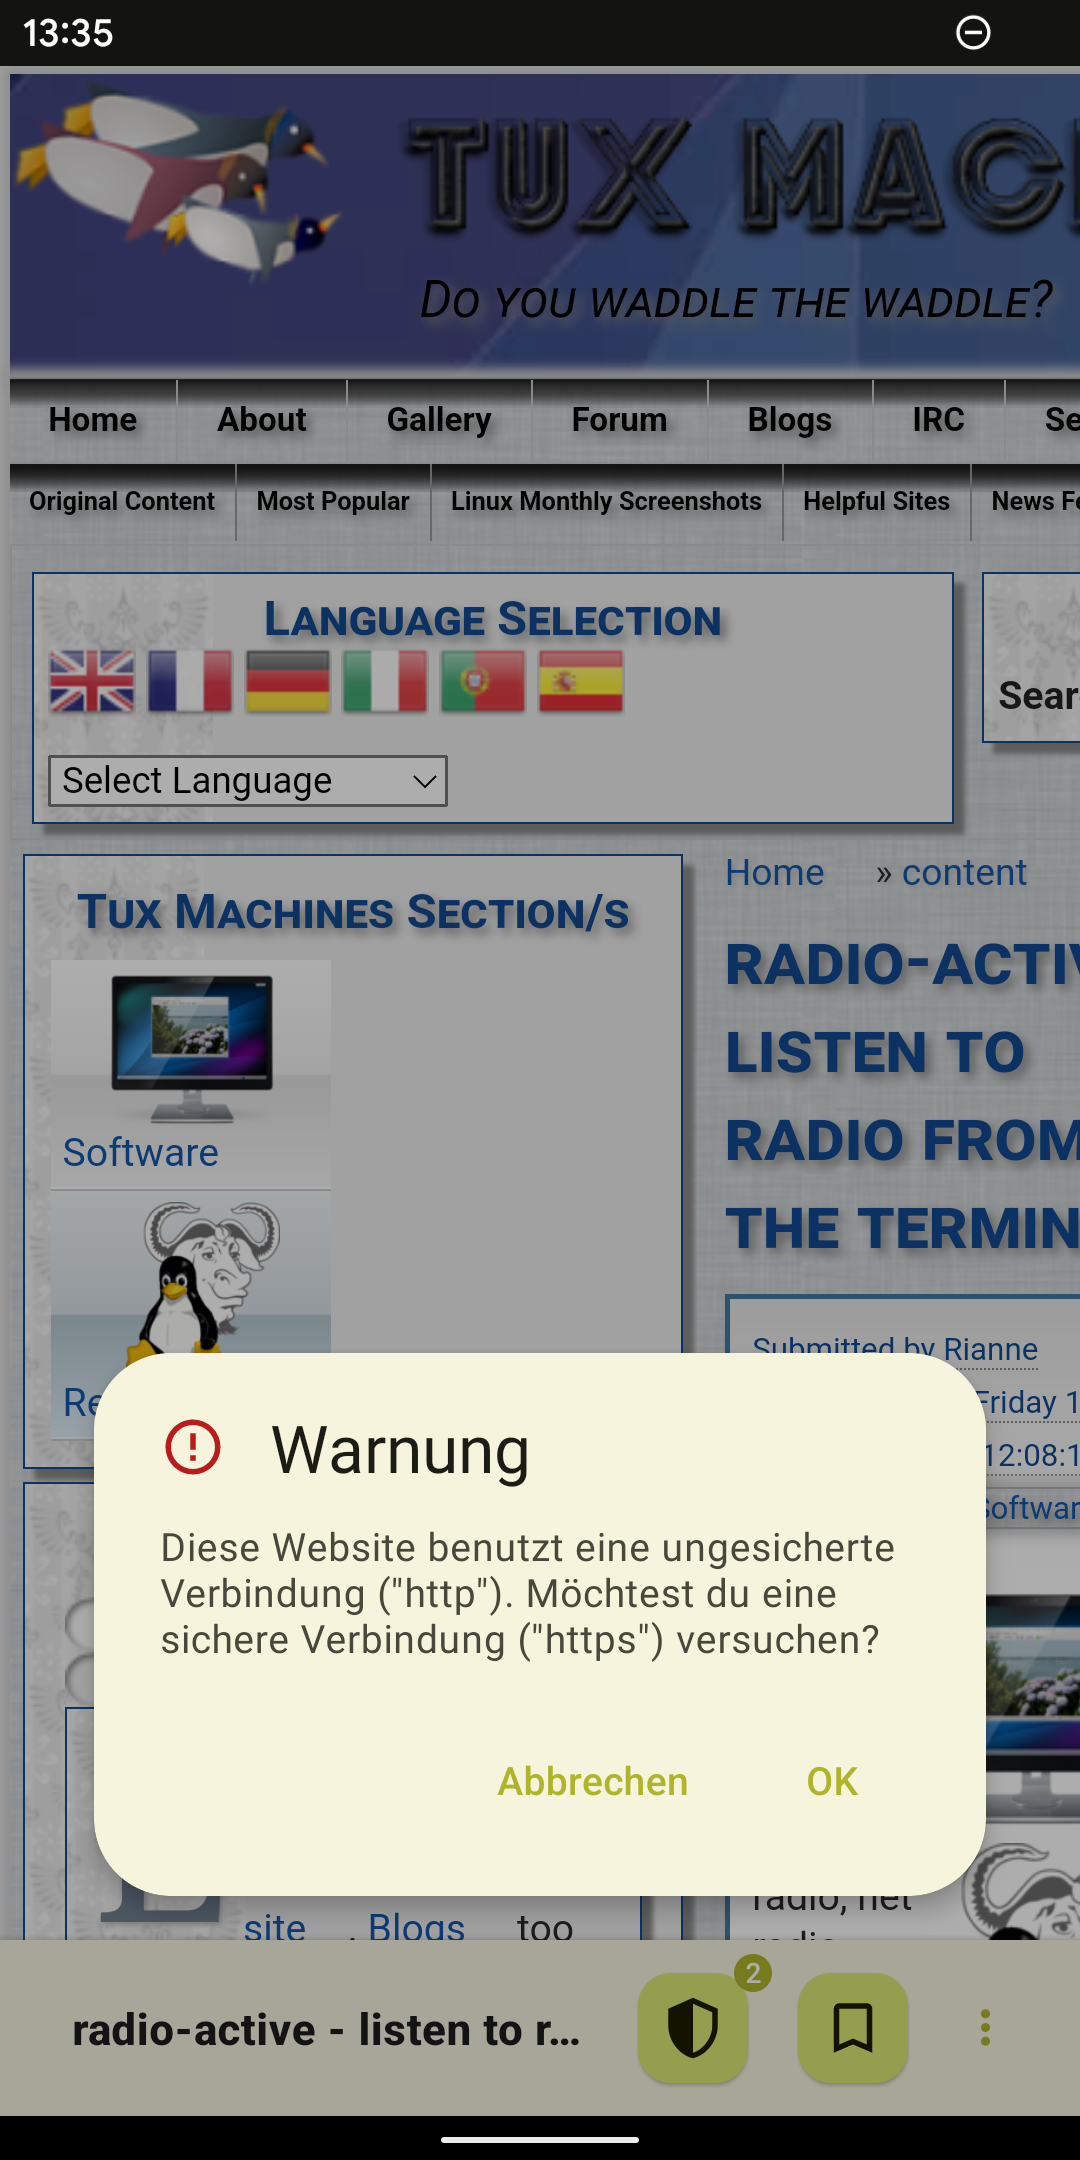 13:35
TUX MAC
Do you waddle the waddle?
Home About Gallery Forum Blogs IRC Se
Original Content Most Popular Linux Monthly Screenshots Helpful Sites News Fe
Language Selection
Select Language
Sear
Tux Machines Section/s
Software
Re
Home » content
RADIO-ACTIV
LISTEN TO
RADIO FROM
THE TERMIN
Submitted by Rianne
Friday 1
12:08:1
Softwar
Warnung
Diese Website benutzt eine ungesicherte
Verbindung ("http"). Möchtest du eine
sichere Verbindung ("https") versuchen?
Abbrechen OK
radio, net
site , Blogs too
radio-active - listen to r...
2